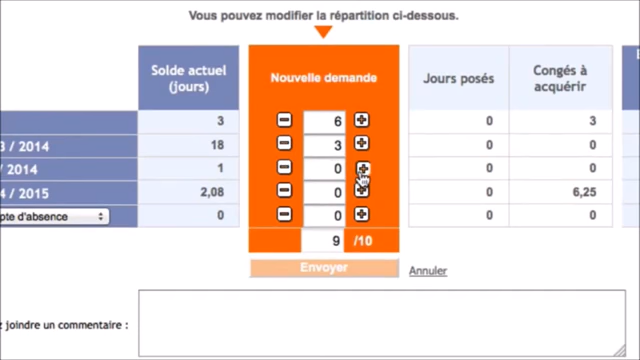 Vous pouvez modifier la répartition ci-dessous.
Solde actuel (jours) Nouvelle demande Jours posés Congés à acquérir
3 6 0 3
3 / 2014 18 3 0 0
/ 2014 1 0 0 0
4 / 2015 2,08 0 0 6,25
pte d'absence 0 0 0 0
9 /10
Envoyer Annuler
z joindre un commentaire :